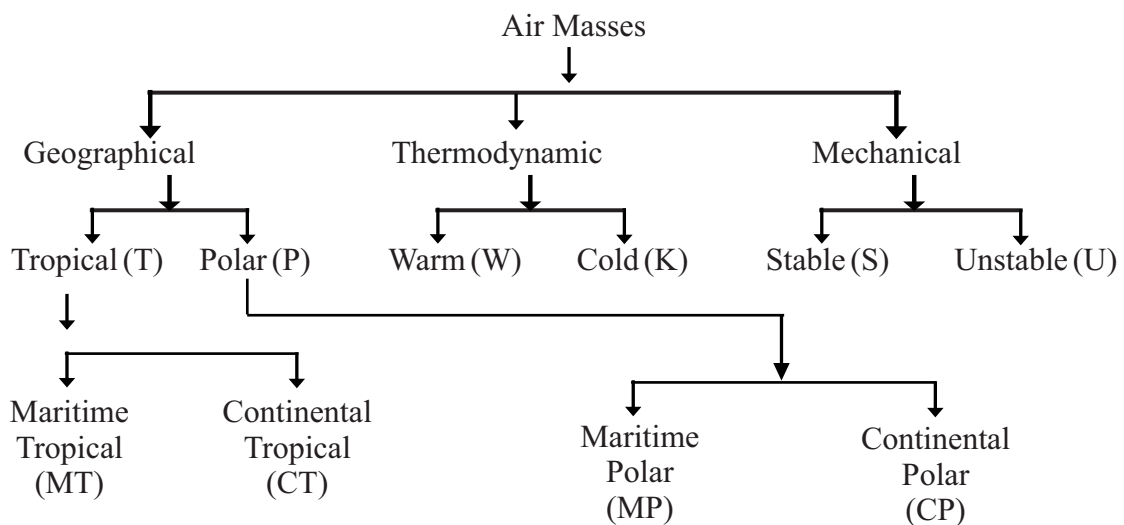 Air Masses
Geographical
Thermodynamic
Mechanical
Tropical (T)
Polar (P)
Warm (W)
Cold (K)
Stable (S)
Unstable (U)
Maritime
Tropical
(MT)
Continental
Tropical
(CT)
Maritime
Polar
(MP)
Continental
Polar
(CP)